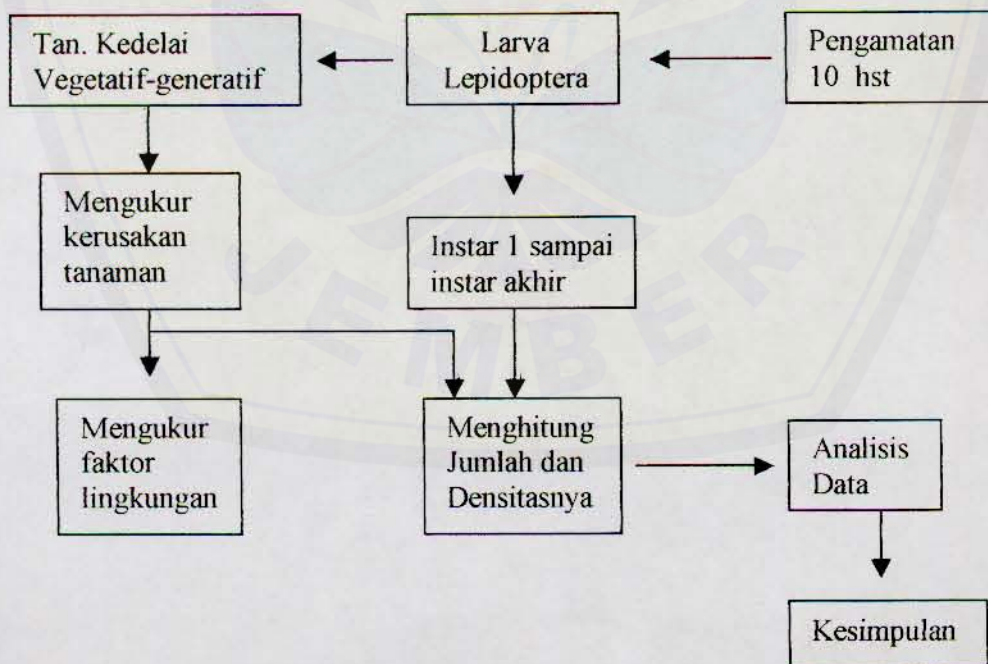 Tan. Kedelai
Vegetatif-generatif
Larva
Lepidoptera
Pengamatan
10 hst
Mengukur
kerusakan
tanaman
Instar 1 sampai
instar akhir
JEMBER
Mengukur
faktor
lingkungan
Menghitung
Jumlah dan
Densitasnya
Analisis
Data
Kesimpulan